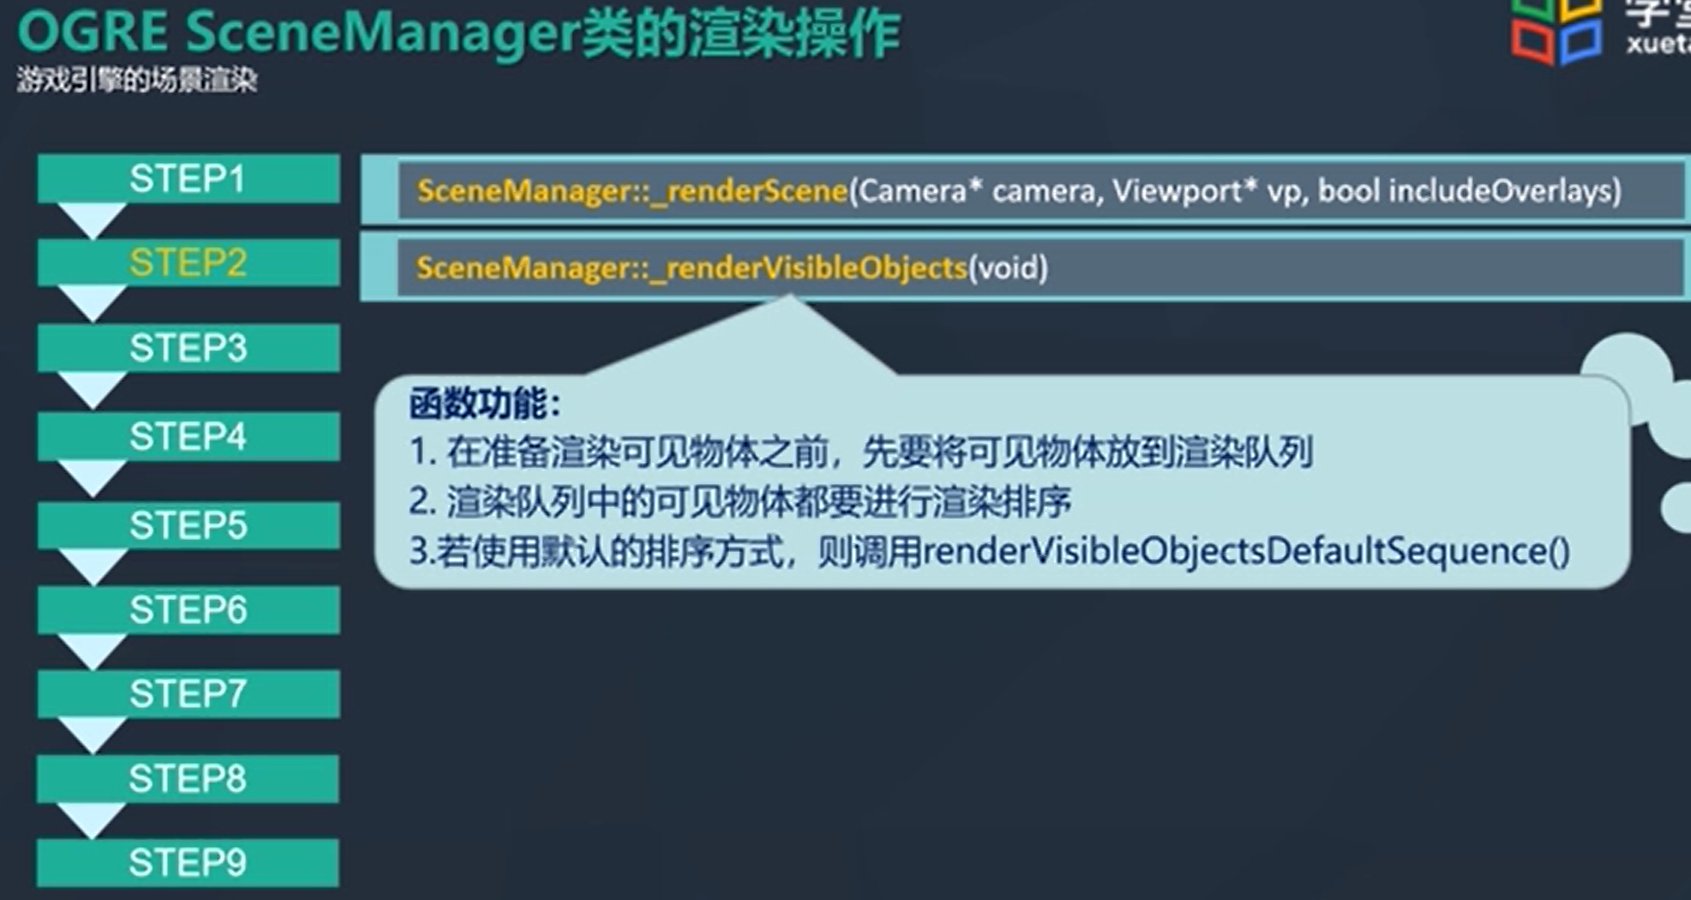 OGRE SceneManager类的渲染操作
游戏引擎的场景渲染
STEP1
SceneManager::_renderScene(Camera* camera, Viewport* vp, bool includeOverlays)
STEP2
SceneManager::_renderVisibleObjects(void)
函数功能：
1. 在准备渲染可见物体之前，先要将可见物体放到渲染队列
2. 渲染队列中的可见物体都要进行渲染排序
3.若使用默认的排序方式，则调用renderVisibleObjectsDefaultSequence()
STEP3
STEP4
STEP5
STEP6
STEP7
STEP8
STEP9